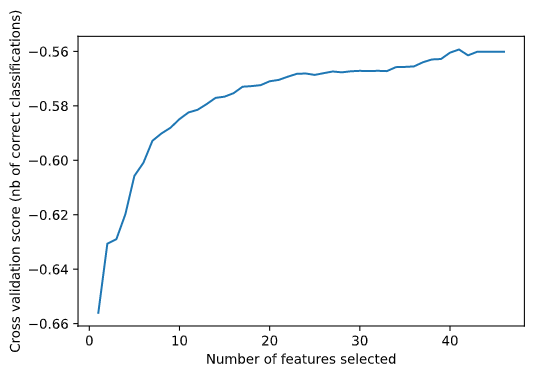 Cross validation score (nb of correct classifications)
−0.56
−0.58
−0.60
−0.62
−0.64
−0.66
0 10 20 30 40
Number of features selected